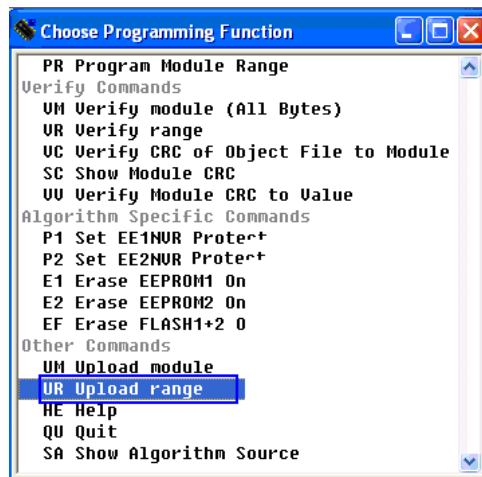 Choose Programming Function
PR Program Module Range
Verify Commands
VM Verify module (All Bytes)
VR Verify range
VC Verify CRC of Object File to Module
SC Show Module CRC
VV Verify Module CRC to Value
Algorithm Specific Commands
P1 Set EE1NVR Protect
P2 Set EE2NVR Protect
E1 Erase EEPROM1 On
E2 Erase EEPROM2 On
EF Erase FLASH1+2 O
Other Commands
UM Upload module
UR Upload range
HE Help
QU Quit
SA Show Algorithm Source